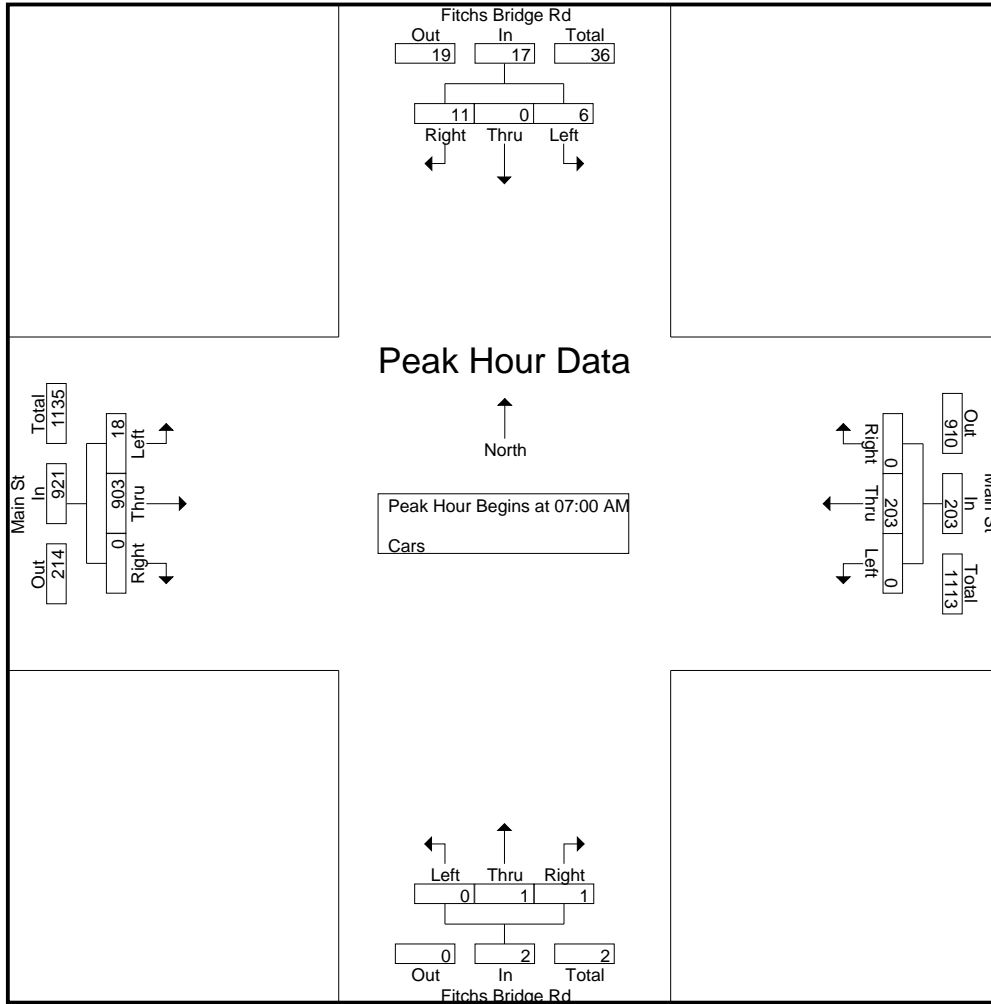 Fitchs Bridge Rd
Out In Total
19 17 36
11 0 6
Right Thru Left
Peak Hour Data
North
Peak Hour Begins at 07:00 AM
Cars
Main St
Total In Out
1135 921 214
18 903 0
Left Thru Right
Main St
Out In Total
910 203 1113
0 203 0
Right Thru Left
Left Thru Right
0 1 1
0 2 2
Out In Total
Fitchs Bridge Rd